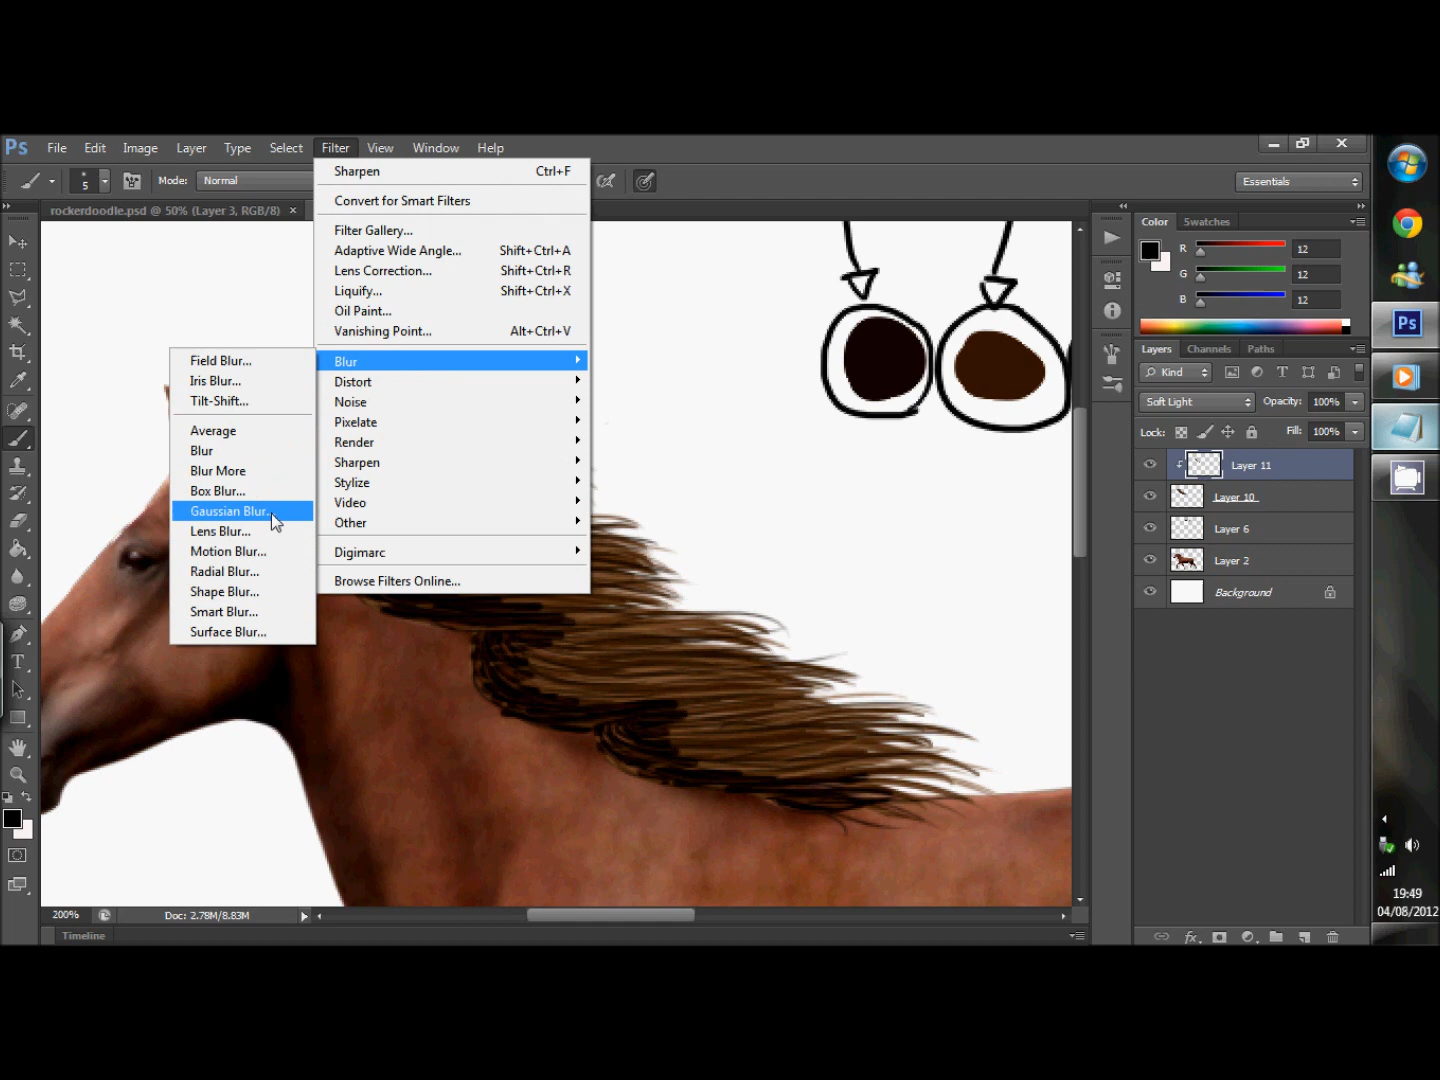 Ps File Edit Image Layer Type Select Filter View Window Help
5 Mode: Normal Essentials
rockerdoodle.psd @ 50% (Layer 3, RGB/8) ×
Sharpen Ctrl+F
Convert for Smart Filters
Filter Gallery...
Adaptive Wide Angle... Shift+Ctrl+A
Lens Correction... Shift+Ctrl+R
Liquify... Shift+Ctrl+X
Oil Paint...
Vanishing Point... Alt+Ctrl+V
Blur
Distort
Noise
Pixelate
Render
Sharpen
Stylize
Video
Other
Digimarc
Browse Filters Online...
Field Blur...
Iris Blur...
Tilt-Shift...
Average
Blur
Blur More
Box Blur...
Gaussian Blur...
Lens Blur...
Motion Blur...
Radial Blur...
Shape Blur...
Smart Blur...
Surface Blur...
Color Swatches
R 12
G 12
B 12
Layers Channels Paths
Kind
Soft Light Opacity: 100%
Lock: Fill: 100%
Layer 11
Layer 10
Layer 6
Layer 2
Background
Ps
T
200% Doc: 2.78M/8.83M
Timeline
fx
19:49
04/08/2012